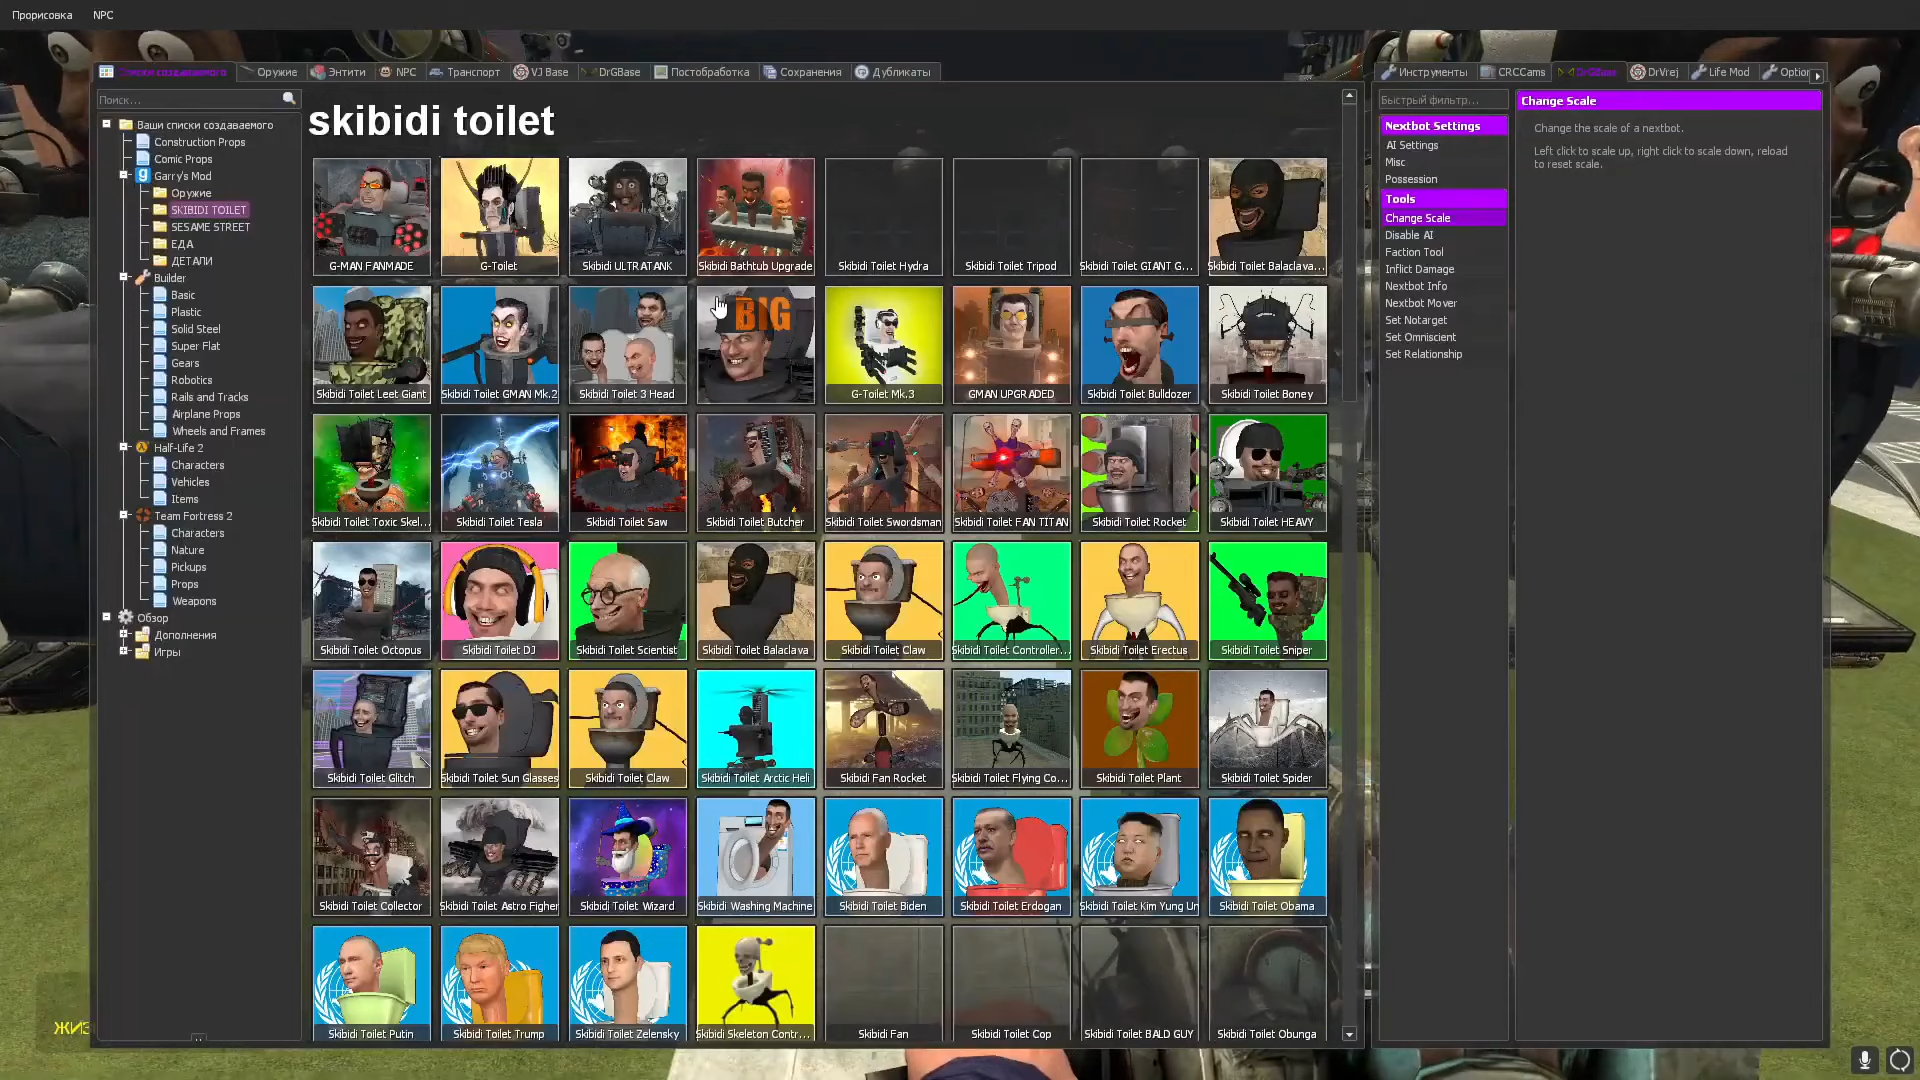 Прорисовка NPC
Списки создаваемого Оружие Энтити NPC Транспорт VJ Base DrGBase Постобработка Сохранения Дубликаты
Инструменты CRCCams DrGBase DrVrej Life Mod Option
Поиск...
Ваши списки создаваемого
Construction Props
Comic Props
Garry's Mod
Оружие
SKIBIDI TOILET
SESAME STREET
ЕДА
ДЕТАЛИ
Builder
Basic
Plastic
Solid Steel
Super Flat
Gears
Robotics
Rails and Tracks
Airplane Props
Wheels and Frames
Half-Life 2
Characters
Vehicles
Items
Team Fortress 2
Characters
Nature
Pickups
Props
Weapons
Обзор
Дополнения
Игры
skibidi toilet
G-MAN FANMADE G-Toilet Skibidi ULTRATANK Skibidi Bathtub Upgrade Skibidi Toilet Hydra Skibidi Toilet Tripod Skibidi Toilet GIANT G... Skibidi Toilet Balaclava...
BIG
Skibidi Toilet Leet Giant Skibidi Toilet GMAN Mk.2 Skibidi Toilet 3 Head G-Toilet Mk.3 GMAN UPGRADED Skibidi Toilet Bulldozer Skibidi Toilet Boney
Skibidi Toilet Toxic Skel... Skibidi Toilet Tesla Skibidi Toilet Saw Skibidi Toilet Butcher Skibidi Toilet Swordsman Skibidi Toilet FAN TITAN Skibidi Toilet Rocket Skibidi Toilet HEAVY
Skibidi Toilet Octopus Skibidi Toilet DJ Skibidi Toilet Scientist Skibidi Toilet Balaclava Skibidi Toilet Claw Skibidi Toilet Controller... Skibidi Toilet Erectus Skibidi Toilet Sniper
Skibidi Toilet Glitch Skibidi Toilet Sun Glasses Skibidi Toilet Claw Skibidi Toilet Arctic Heli Skibidi Fan Rocket Skibidi Toilet Flying Co... Skibidi Toilet Plant Skibidi Toilet Spider
Skibidi Toilet Collector Skibidi Toilet Astro Figher Skibidi Toilet Wizard Skibidi Washing Machine Skibidi Toilet Biden Skibidi Toilet Erdogan Skibidi Toilet Kim Yung Un Skibidi Toilet Obama
Skibidi Toilet Putin Skibidi Toilet Trump Skibidi Toilet Zelensky Skibidi Skeleton Contr... Skibidi Fan Skibidi Toilet Cop Skibidi Toilet BALD GUY Skibidi Toilet Obunga
Быстрый фильтр...
Nextbot Settings
AI Settings
Misc
Possession
Tools
Change Scale
Disable AI
Faction Tool
Inflict Damage
Nextbot Info
Nextbot Mover
Set Notarget
Set Omniscient
Set Relationship
Change Scale
Change the scale of a nextbot.
Left click to scale up, right click to scale down, reload
to reset scale.
ЖИЗ